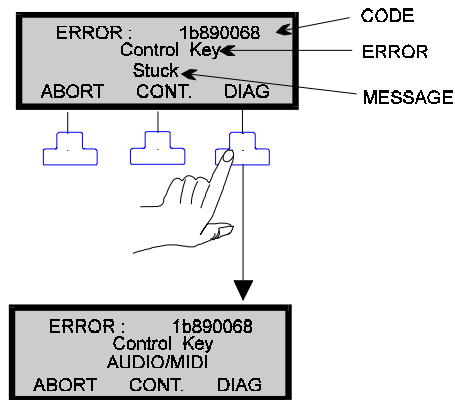 ERROR : 1b890068
Control Key
Stuck
ABORT CONT. DIAG
CODE
ERROR
MESSAGE
ERROR : 1b890068
Control Key
AUDIO/MIDI
ABORT CONT. DIAG